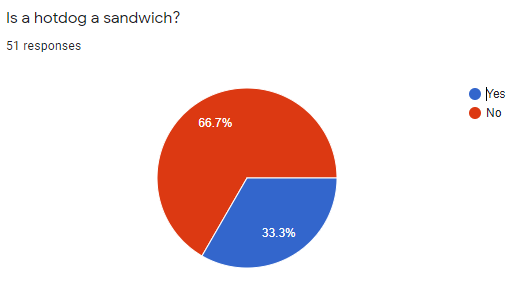 Is a hotdog a sandwich?
51 responses
Yes
No
66.7%
33.3%